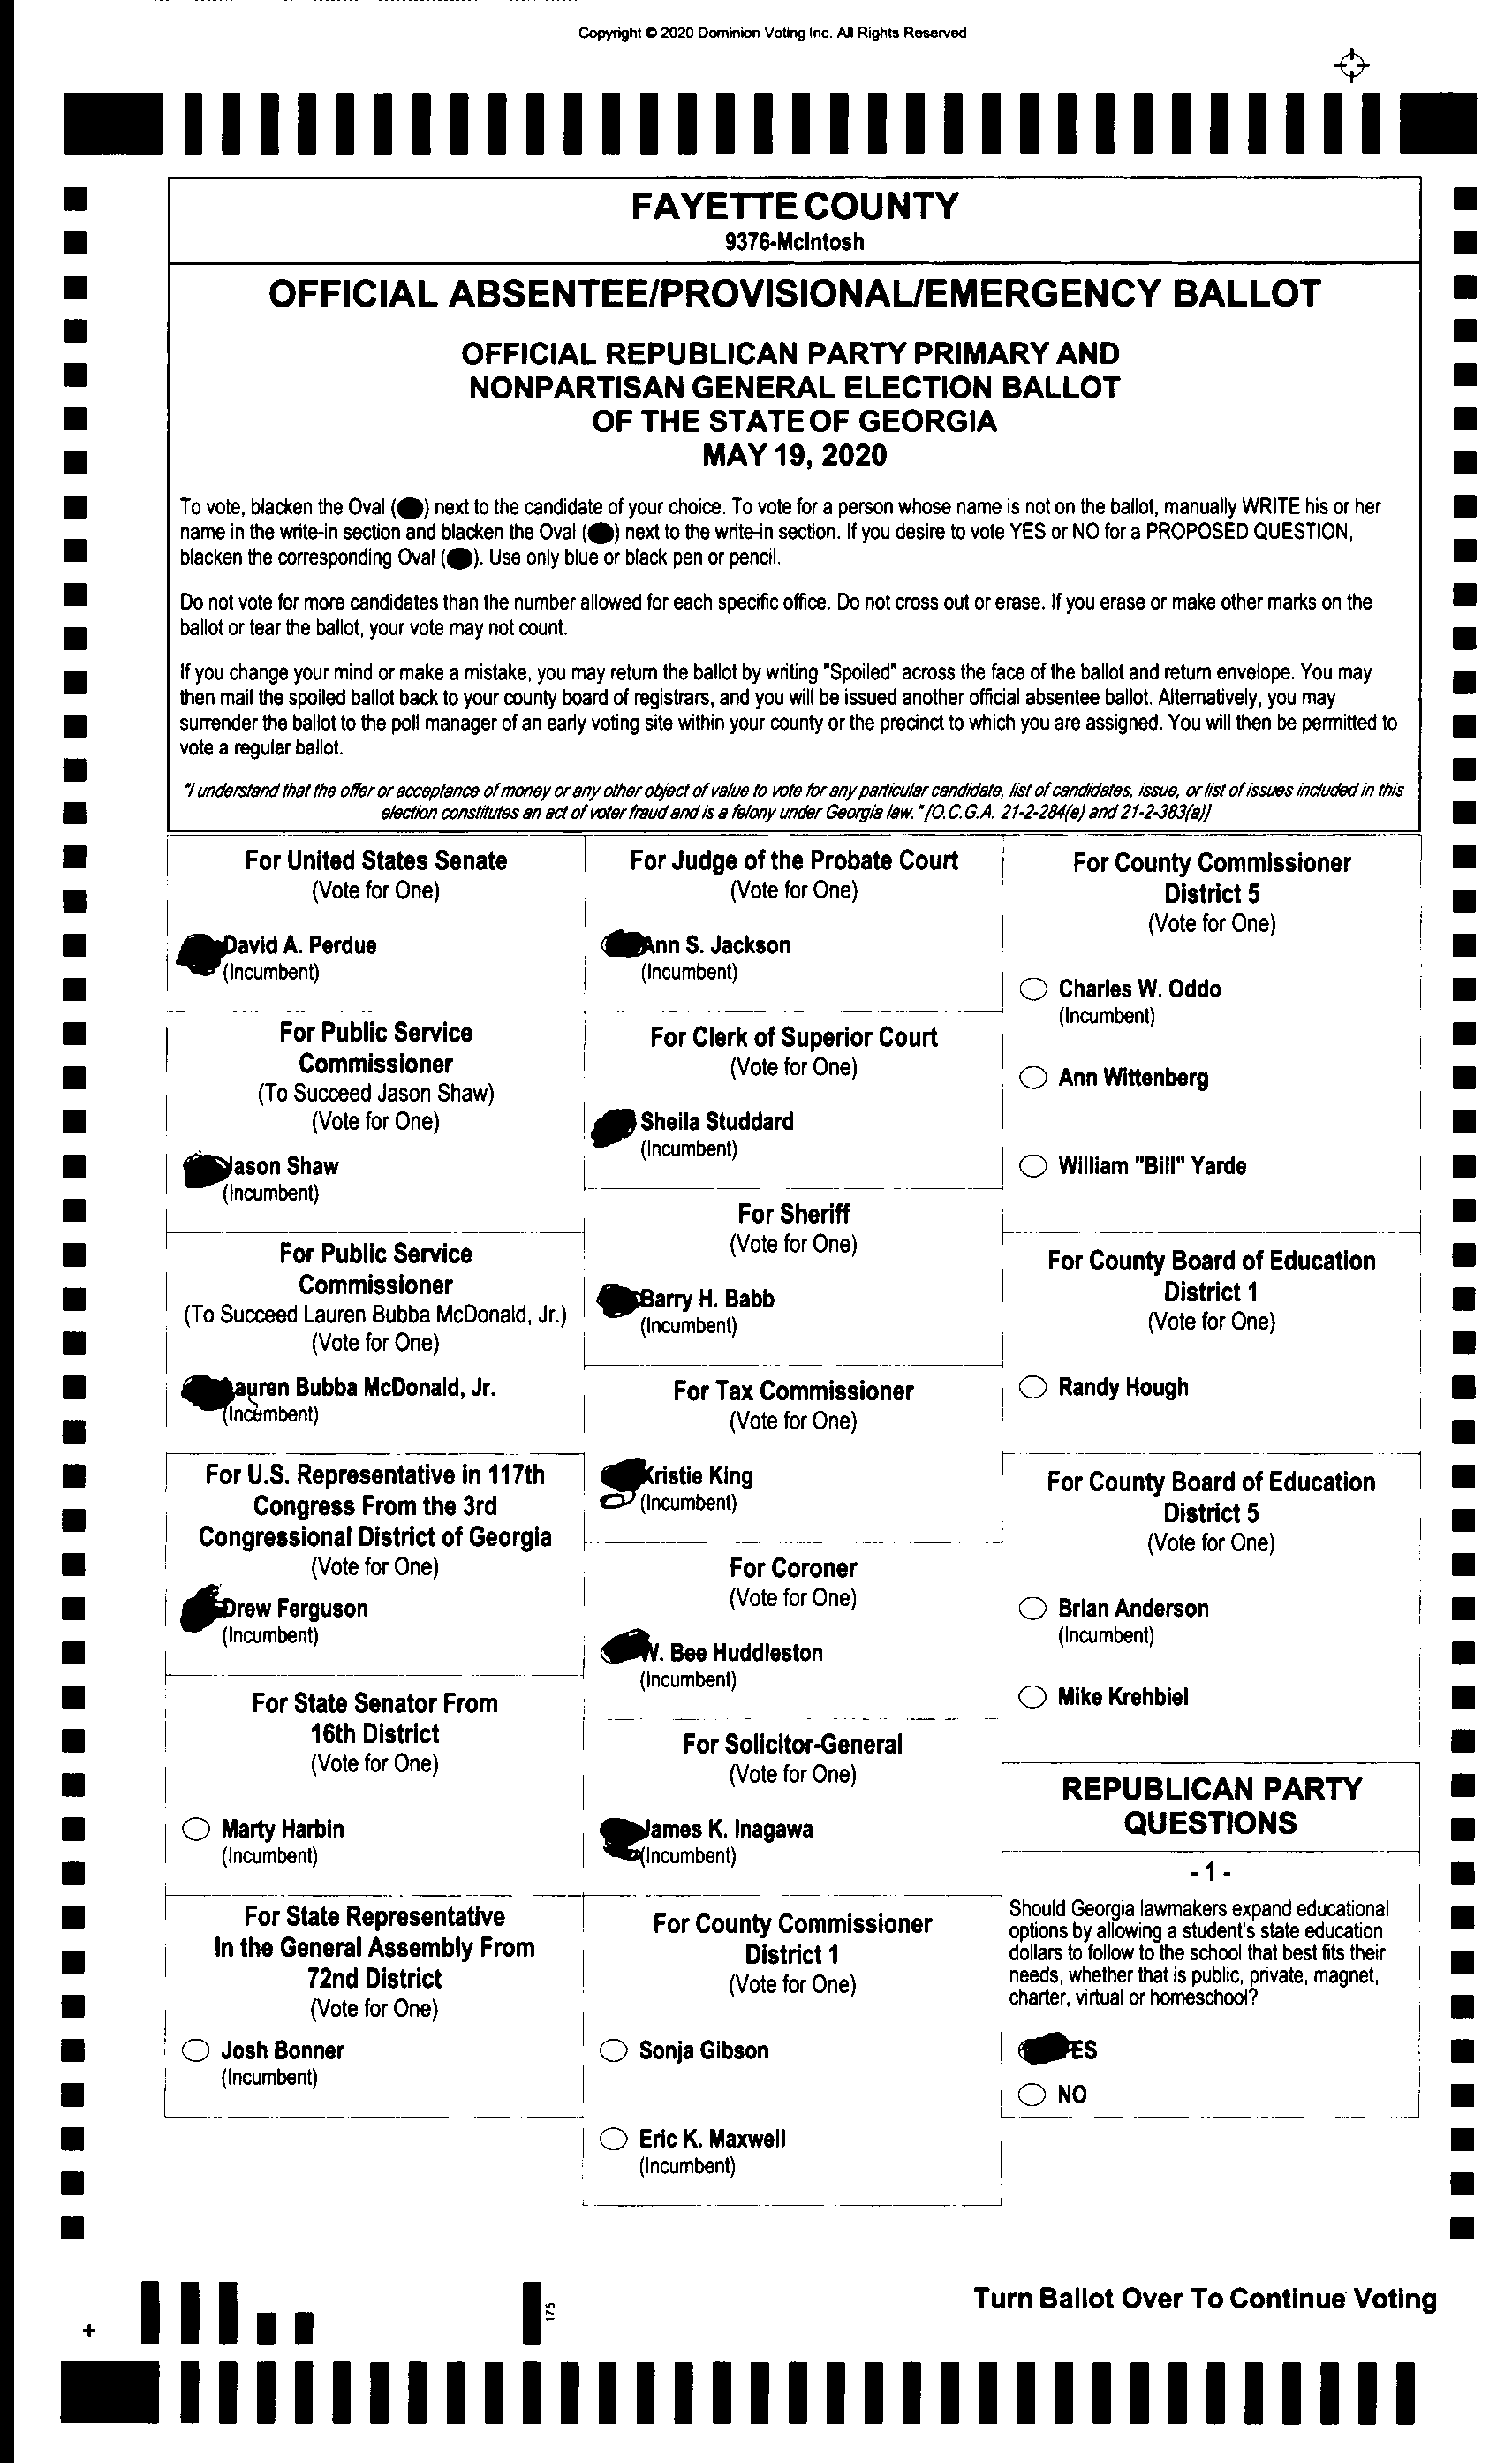 Copyright © 2020 Dominion Voting Inc. All Rights Reserved
FAYETTE COUNTY
9376-McIntosh
OFFICIAL ABSENTEE/PROVISIONAL/EMERGENCY BALLOT
OFFICIAL REPUBLICAN PARTY PRIMARY AND
NONPARTISAN GENERAL ELECTION BALLOT
OF THE STATE OF GEORGIA
MAY 19, 2020
To vote, blacken the Oval () next to the candidate of your choice. To vote for a person whose name is not on the ballot, manually WRITE his or her
name in the write-in section and blacken the Oval () next to the write-in section. If you desire to vote YES or NO for a PROPOSED QUESTION,
blacken the corresponding Oval (). Use only blue or black pen or pencil.
Do not vote for more candidates than the number allowed for each specific office. Do not cross out or erase. If you erase or make other marks on the
ballot or tear the ballot, your vote may not count.
If you change your mind or make a mistake, you may return the ballot by writing "Spoiled" across the face of the ballot and return envelope. You may
then mail the spoiled ballot back to your county board of registrars, and you will be issued another official absentee ballot. Alternatively, you may
surrender the ballot to the poll manager of an early voting site within your county or the precinct to which you are assigned. You will then be permitted to
vote a regular ballot.
"I understand that the offer or acceptance of money or any other object of value to vote for any particular candidate, list of candidates, issue, or list of issues included in this
election constitutes an act of voter fraud and is a felony under Georgia law." [O.C.G.A. 21-2-284(e) and 21-2-383(a)]
For United States Senate
(Vote for One)
David A. Perdue
(Incumbent)
For Public Service
Commissioner
(To Succeed Jason Shaw)
(Vote for One)
Jason Shaw
(Incumbent)
For Public Service
Commissioner
(To Succeed Lauren Bubba McDonald, Jr.)
(Vote for One)
Lauren Bubba McDonald, Jr.
(Incumbent)
For U.S. Representative in 117th
Congress From the 3rd
Congressional District of Georgia
(Vote for One)
Drew Ferguson
(Incumbent)
For State Senator From
16th District
(Vote for One)
Marty Harbin
(Incumbent)
For State Representative
In the General Assembly From
72nd District
(Vote for One)
Josh Bonner
(Incumbent)
For Judge of the Probate Court
(Vote for One)
Ann S. Jackson
(Incumbent)
For Clerk of Superior Court
(Vote for One)
Sheila Studdard
(Incumbent)
For Sheriff
(Vote for One)
Barry H. Babb
(Incumbent)
For Tax Commissioner
(Vote for One)
Kristie King
(Incumbent)
For Coroner
(Vote for One)
W. Bee Huddleston
(Incumbent)
For Solicitor-General
(Vote for One)
James K. Inagawa
(Incumbent)
For County Commissioner
District 1
(Vote for One)
Sonja Gibson
Eric K. Maxwell
(Incumbent)
For County Commissioner
District 5
(Vote for One)
Charles W. Oddo
(Incumbent)
Ann Wittenberg
William "Bill" Yarde
For County Board of Education
District 1
(Vote for One)
Randy Hough
For County Board of Education
District 5
(Vote for One)
Brian Anderson
(Incumbent)
Mike Krehbiel
REPUBLICAN PARTY
QUESTIONS
- 1 -
Should Georgia lawmakers expand educational
options by allowing a student's state education
dollars to follow to the school that best fits their
needs, whether that is public, private, magnet,
charter, virtual or homeschool?
YES
NO
Turn Ballot Over To Continue Voting
175